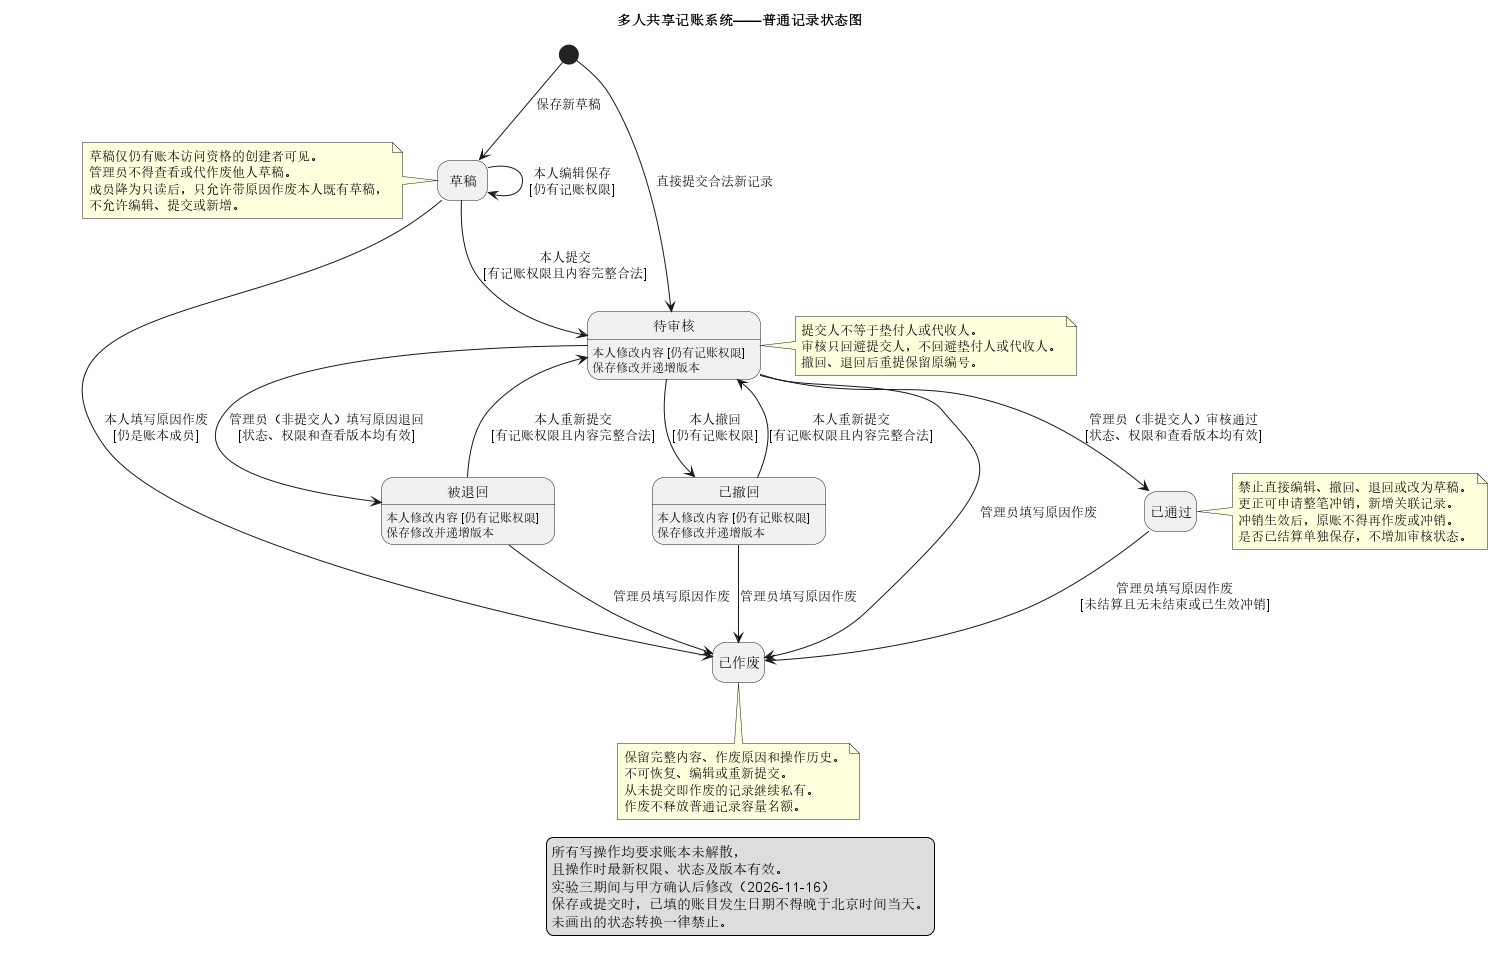 多人共享记账系统——普通记录状态图
保存新草稿
草稿仅仍有账本访问资格的创建者可见。
管理员不得查看或代作废他人草稿。
成员降为只读后，只允许带原因作废本人既有草稿，
不允许编辑、提交或新增。
草稿
本人编辑保存
[仍有记账权限]
直接提交合法新记录
本人提交
[有记账权限且内容完整合法]
待审核
本人修改内容 [仍有记账权限]
保存修改并递增版本
提交人不等于垫付人或代收人。
审核只回避提交人，不回避垫付人或代收人。
撤回、退回后重提保留原编号。
本人填写原因作废
[仍是账本成员]
管理员（非提交人）填写原因退回
[状态、权限和查看版本均有效]
本人重新提交
[有记账权限且内容完整合法]
本人撤回
[仍有记账权限]
本人重新提交
[有记账权限且内容完整合法]
管理员（非提交人）审核通过
[状态、权限和查看版本均有效]
被退回
本人修改内容 [仍有记账权限]
保存修改并递增版本
已撤回
本人修改内容 [仍有记账权限]
保存修改并递增版本
管理员填写原因作废
已通过
禁止直接编辑、撤回、退回或改为草稿。
更正可申请整笔冲销，新增关联记录。
冲销生效后，原账不得再作废或冲销。
是否已结算单独保存，不增加审核状态。
管理员填写原因作废
管理员填写原因作废
管理员填写原因作废
[未结算且无未结束或已生效冲销]
已作废
保留完整内容、作废原因和操作历史。
不可恢复、编辑或重新提交。
从未提交即作废的记录继续私有。
作废不释放普通记录容量名额。
所有写操作均要求账本未解散，
且操作时最新权限、状态及版本有效。
实验三期间与甲方确认后修改（2026-11-16）
保存或提交时，已填的账目发生日期不得晚于北京时间当天。
未画出的状态转换一律禁止。